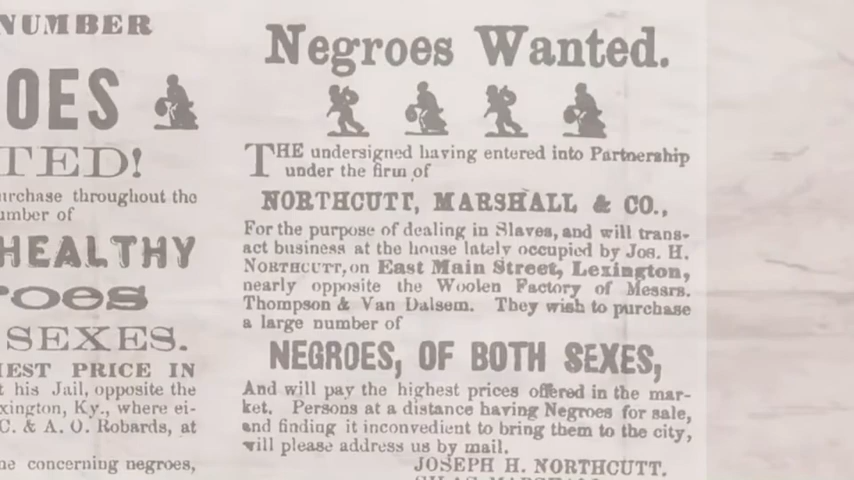 NUMBER
OES
TED!
urchase throughout the
umber of
HEALTHY
roes
SEXES.
IEST PRICE IN
t his Jail, opposite the
xington, Ky., where ei-
C. & A. O. Robards, at
ne concerning negroes,
Negroes Wanted.
THE undersigned having entered into Partnership
under the firm of
NORTHCUTT, MARSHALL & CO.,
For the purpose of dealing in Slaves, and will trans-
act business at the house lately occupied by Jos. H.
NORTHCUTT, on East Main Street, Lexington,
nearly opposite the Woolen Factory of Messrs.
Thompson & Van Dalsem. They wish to purchase
a large number of
NEGROES, OF BOTH SEXES,
And will pay the highest prices offered in the mar-
ket. Persons at a distance having Negroes for sale,
and finding it inconvedient to bring them to the city,
will please address us by mail.
JOSEPH H. NORTHCUTT.